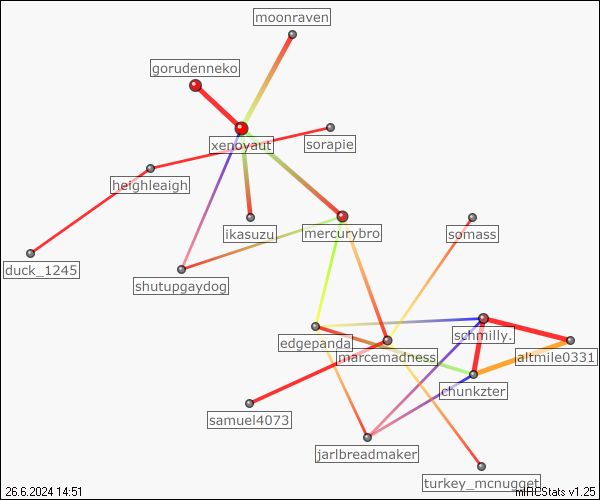 moonraven
gorudenneko
xenoyaut
sorapie
heighleaigh
ikasuzu
mercurybro
somass
duck_1245
shutupgaydog
edgepanda
schmilly.
marcemadness
altmile0331
chunkzter
samuel4073
jarlbreadmaker
turkey_mcnugget
26.6.2024 14:51
mIRCStats v1.25